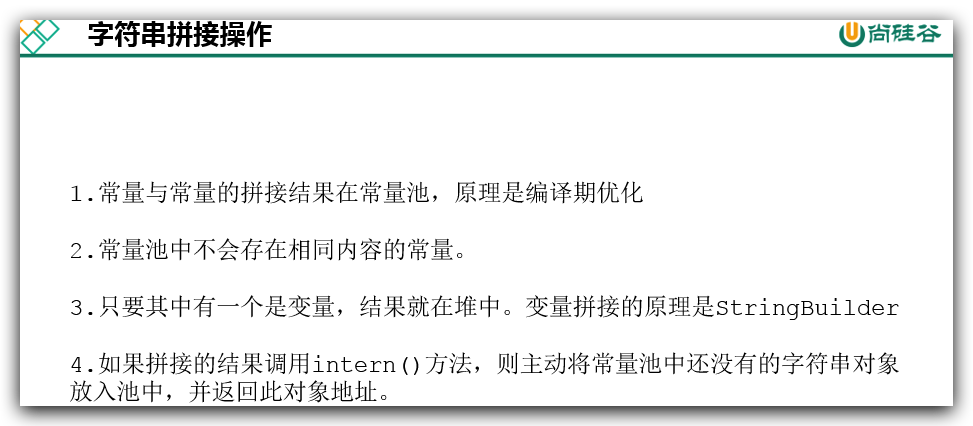 字符串拼接操作
尚硅谷
1.常量与常量的拼接结果在常量池，原理是编译期优化
2.常量池中不会存在相同内容的常量。
3.只要其中有一个是变量，结果就在堆中。变量拼接的原理是StringBuilder
4.如果拼接的结果调用intern()方法，则主动将常量池中还没有的字符串对象
放入池中，并返回此对象地址。